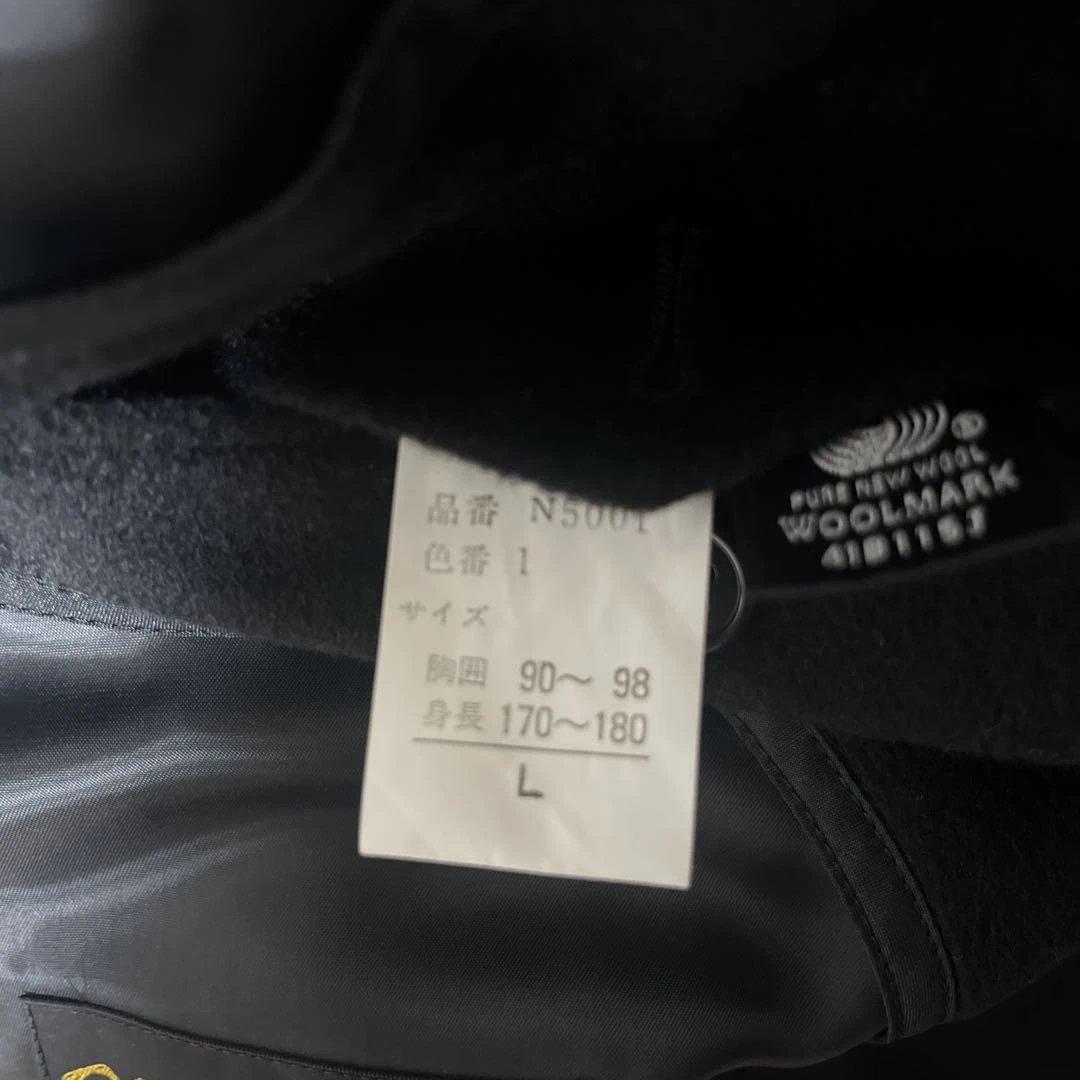 品番 N5001
色番 1
サイズ
胸囲 90～98
身長 170～180
L
PURE NEW WOOL
WOOLMARK